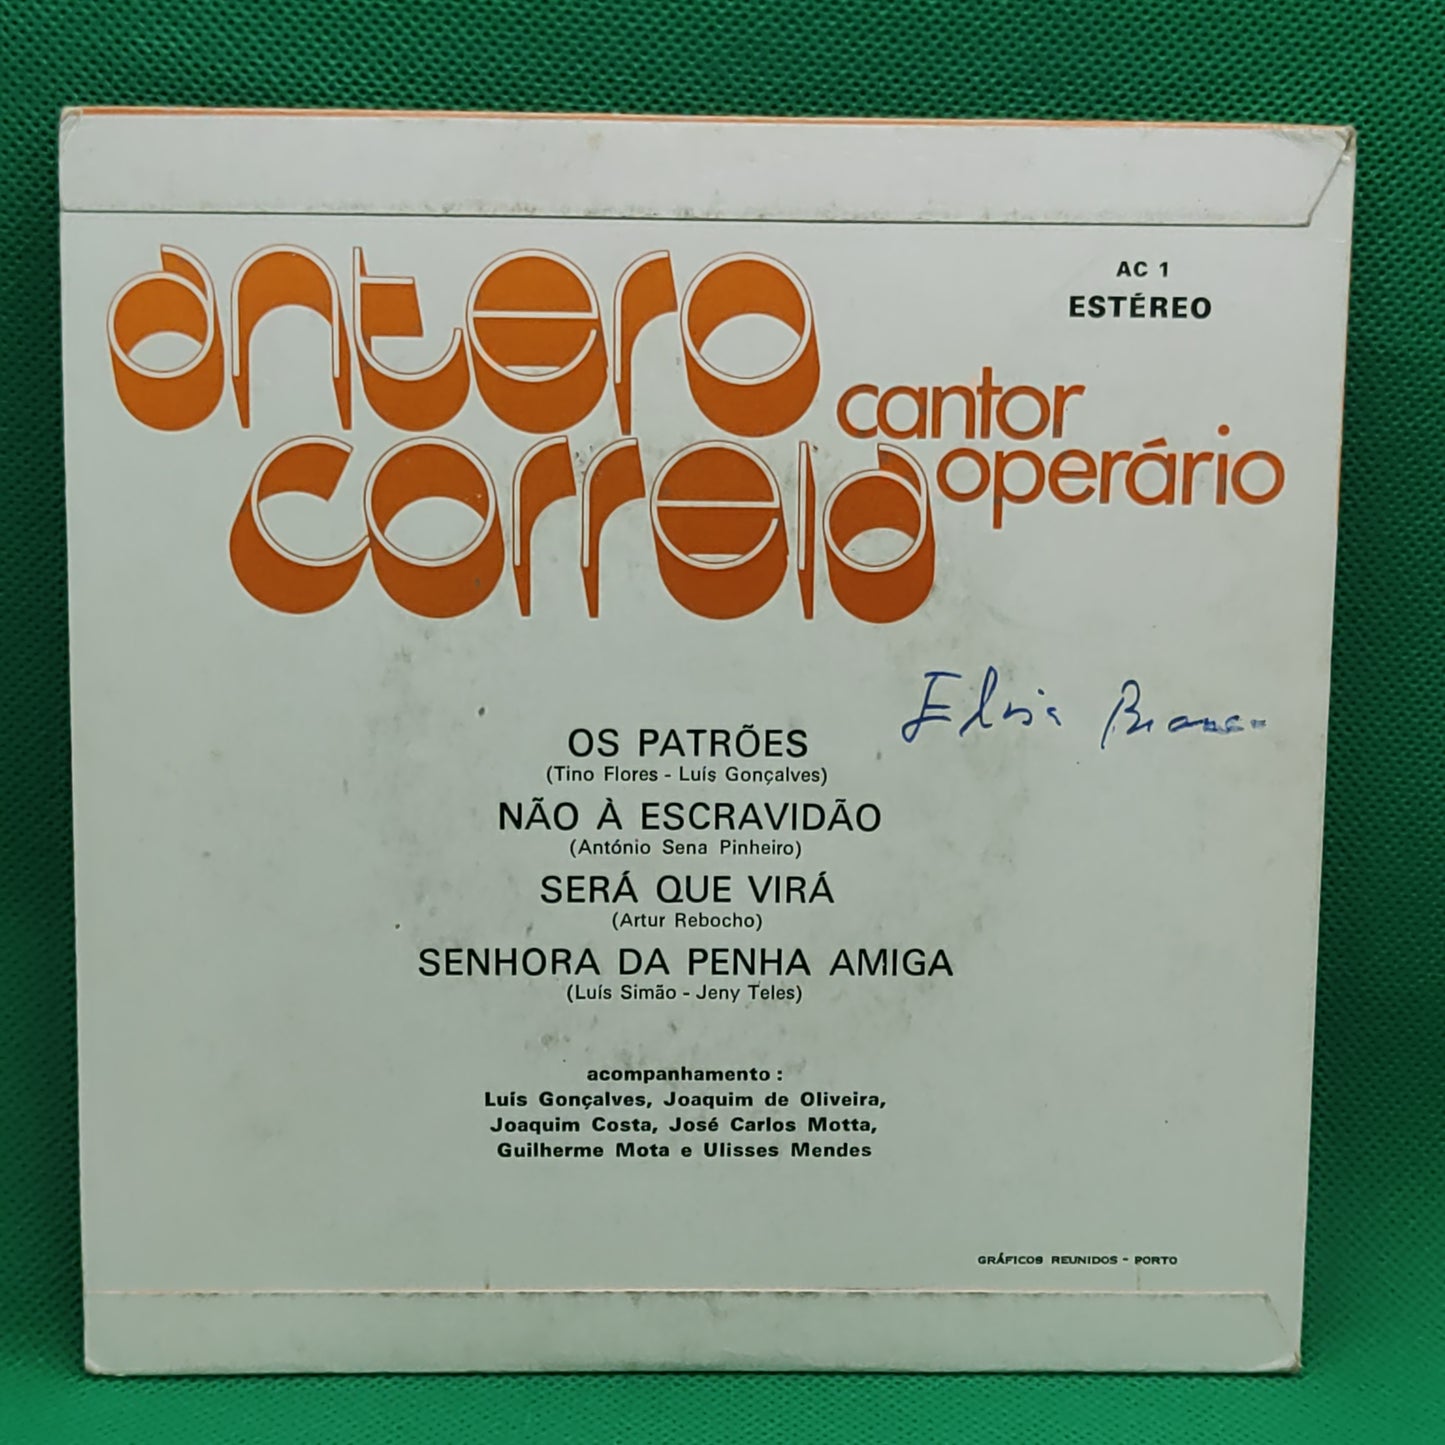 antero
correia
cantor
operário
AC 1
ESTÉREO
OS PATRÕES
(Tino Flores - Luís Gonçalves)
NÃO À ESCRAVIDÃO
(António Sena Pinheiro)
SERÁ QUE VIRÁ
(Artur Rebocho)
SENHORA DA PENHA AMIGA
(Luís Simão - Jeny Teles)
acompanhamento :
Luís Gonçalves, Joaquim de Oliveira,
Joaquim Costa, José Carlos Motta,
Guilherme Mota e Ulisses Mendes
GRÁFICOS REUNIDOS - PORTO